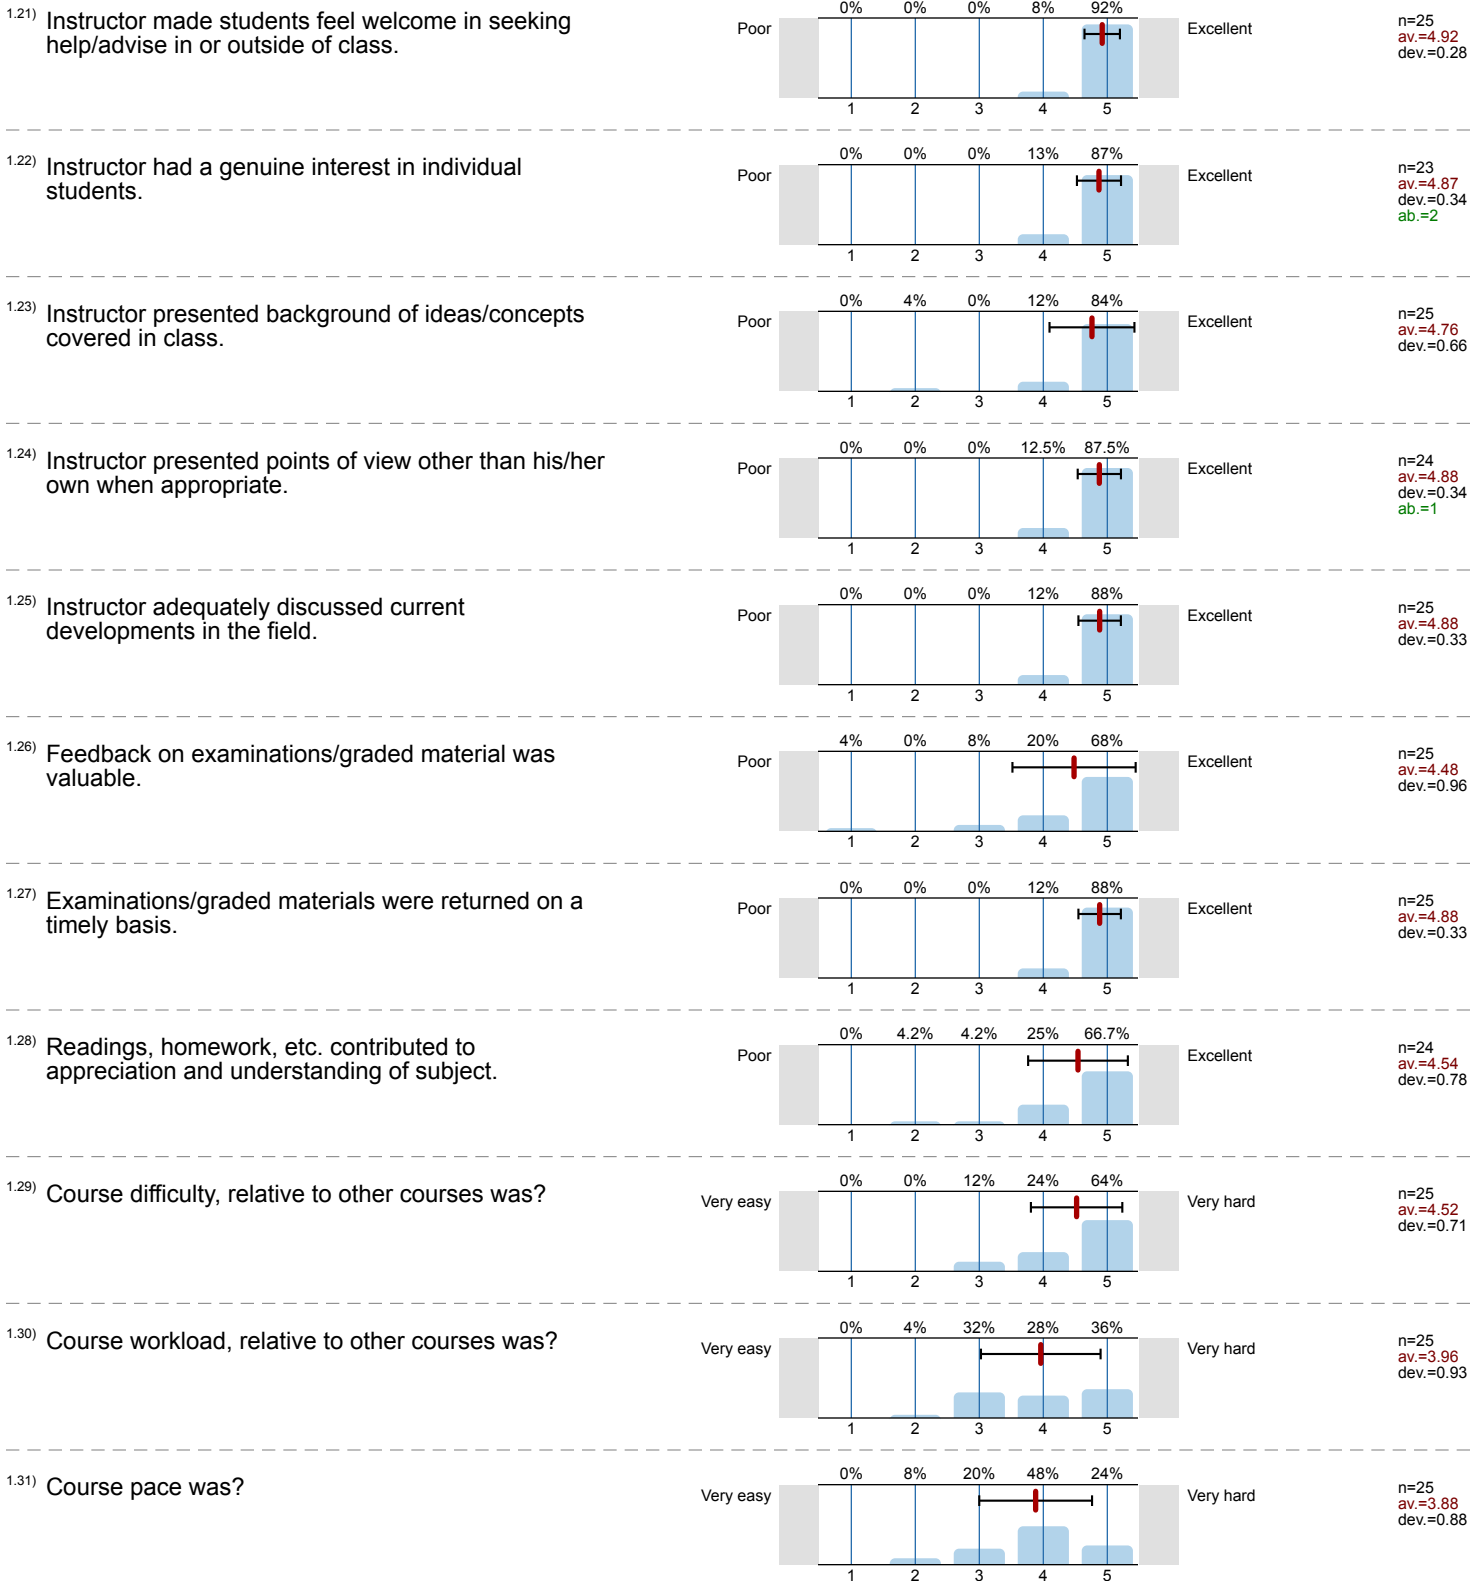 1.21) Instructor made students feel welcome in seeking
help/advise in or outside of class.
0% 0% 0% 8% 92%
Poor Excellent
1 2 3 4 5
n=25
av.=4.92
dev.=0.28
1.22) Instructor had a genuine interest in individual
students.
0% 0% 0% 13% 87%
Poor Excellent
1 2 3 4 5
n=23
av.=4.87
dev.=0.34
ab.=2
1.23) Instructor presented background of ideas/concepts
covered in class.
0% 4% 0% 12% 84%
Poor Excellent
1 2 3 4 5
n=25
av.=4.76
dev.=0.66
1.24) Instructor presented points of view other than his/her
own when appropriate.
0% 0% 0% 12.5% 87.5%
Poor Excellent
1 2 3 4 5
n=24
av.=4.88
dev.=0.34
ab.=1
1.25) Instructor adequately discussed current
developments in the field.
0% 0% 0% 12% 88%
Poor Excellent
1 2 3 4 5
n=25
av.=4.88
dev.=0.33
1.26) Feedback on examinations/graded material was
valuable.
4% 0% 8% 20% 68%
Poor Excellent
1 2 3 4 5
n=25
av.=4.48
dev.=0.96
1.27) Examinations/graded materials were returned on a
timely basis.
0% 0% 0% 12% 88%
Poor Excellent
1 2 3 4 5
n=25
av.=4.88
dev.=0.33
1.28) Readings, homework, etc. contributed to
appreciation and understanding of subject.
0% 4.2% 4.2% 25% 66.7%
Poor Excellent
1 2 3 4 5
n=24
av.=4.54
dev.=0.78
1.29) Course difficulty, relative to other courses was?
0% 0% 12% 24% 64%
Very easy Very hard
1 2 3 4 5
n=25
av.=4.52
dev.=0.71
1.30) Course workload, relative to other courses was?
0% 4% 32% 28% 36%
Very easy Very hard
1 2 3 4 5
n=25
av.=3.96
dev.=0.93
1.31) Course pace was?
0% 8% 20% 48% 24%
Very easy Very hard
1 2 3 4 5
n=25
av.=3.88
dev.=0.88